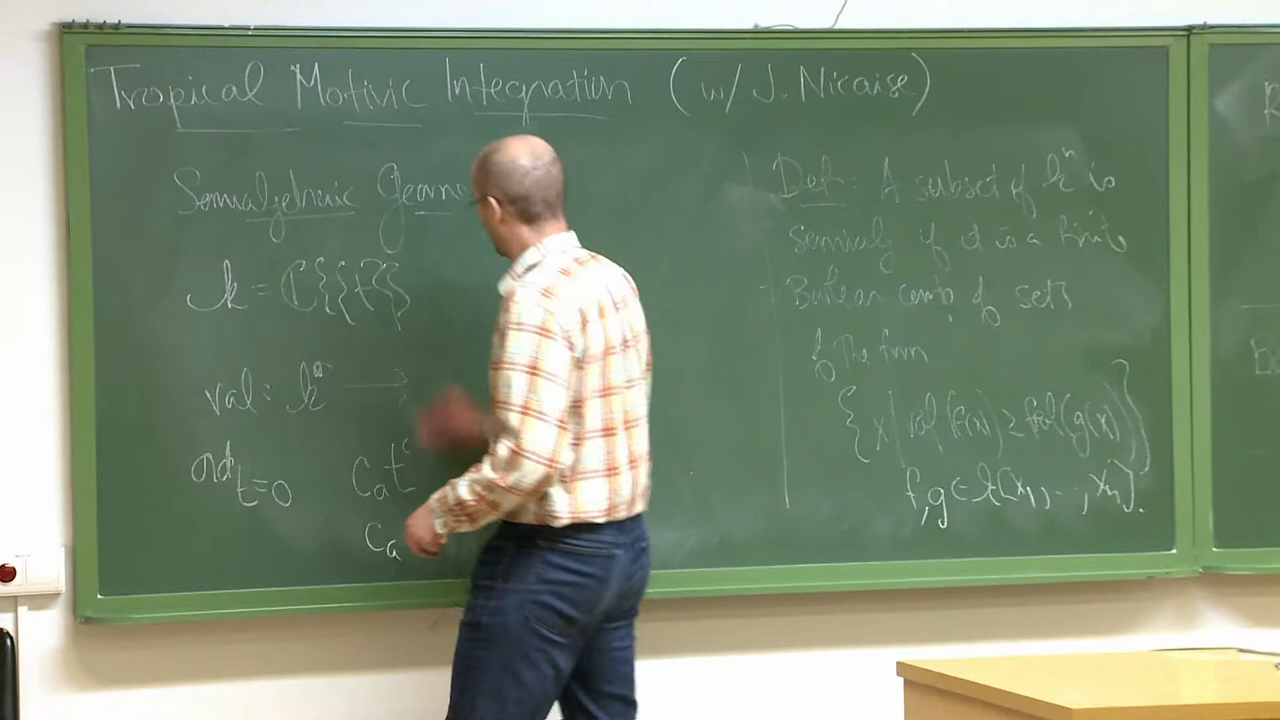 Tropical Motivic Integration (w/ J. Nicaise)
Semialgebraic Geom
k = ℂ{{t}}
val: k* →
ord_{t=0} c_a t
c_a
Def: A subset of k^n is
semialg if it is a finite
Boolean comb of sets
of the form
{x | val f(x) ≥ val(g(x))}
f,g ∈ k[x_1, ..., x_n].